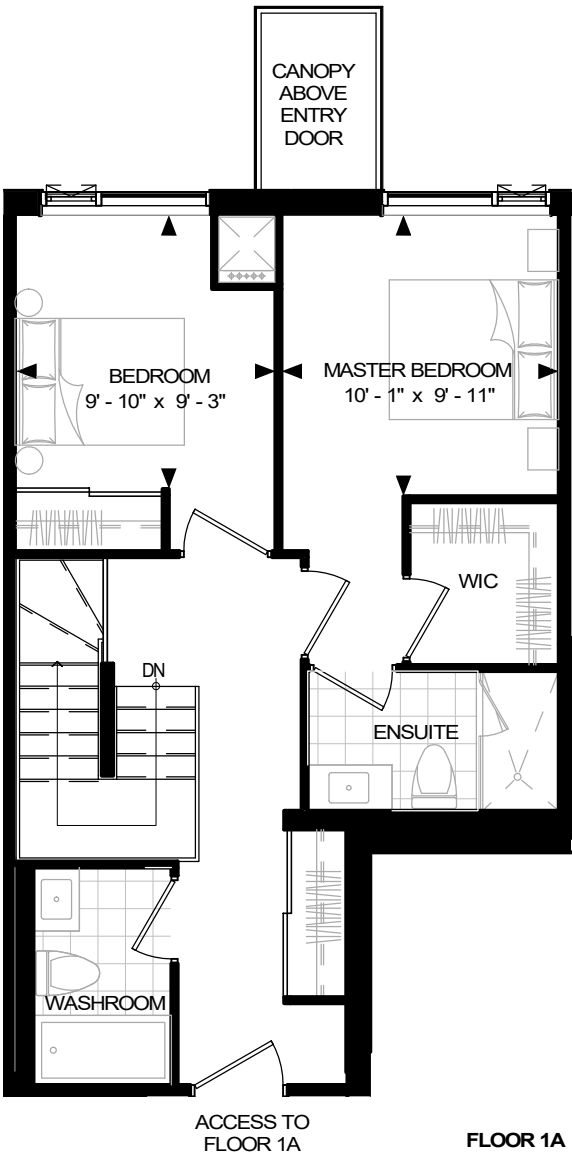 CANOPY
ABOVE
ENTRY
DOOR
BEDROOM
9' - 10" x 9' - 3"
MASTER BEDROOM
10' - 1" x 9' - 11"
WIC
DN
ENSUITE
WASHROOM
ACCESS TO
FLOOR 1A
FLOOR 1A